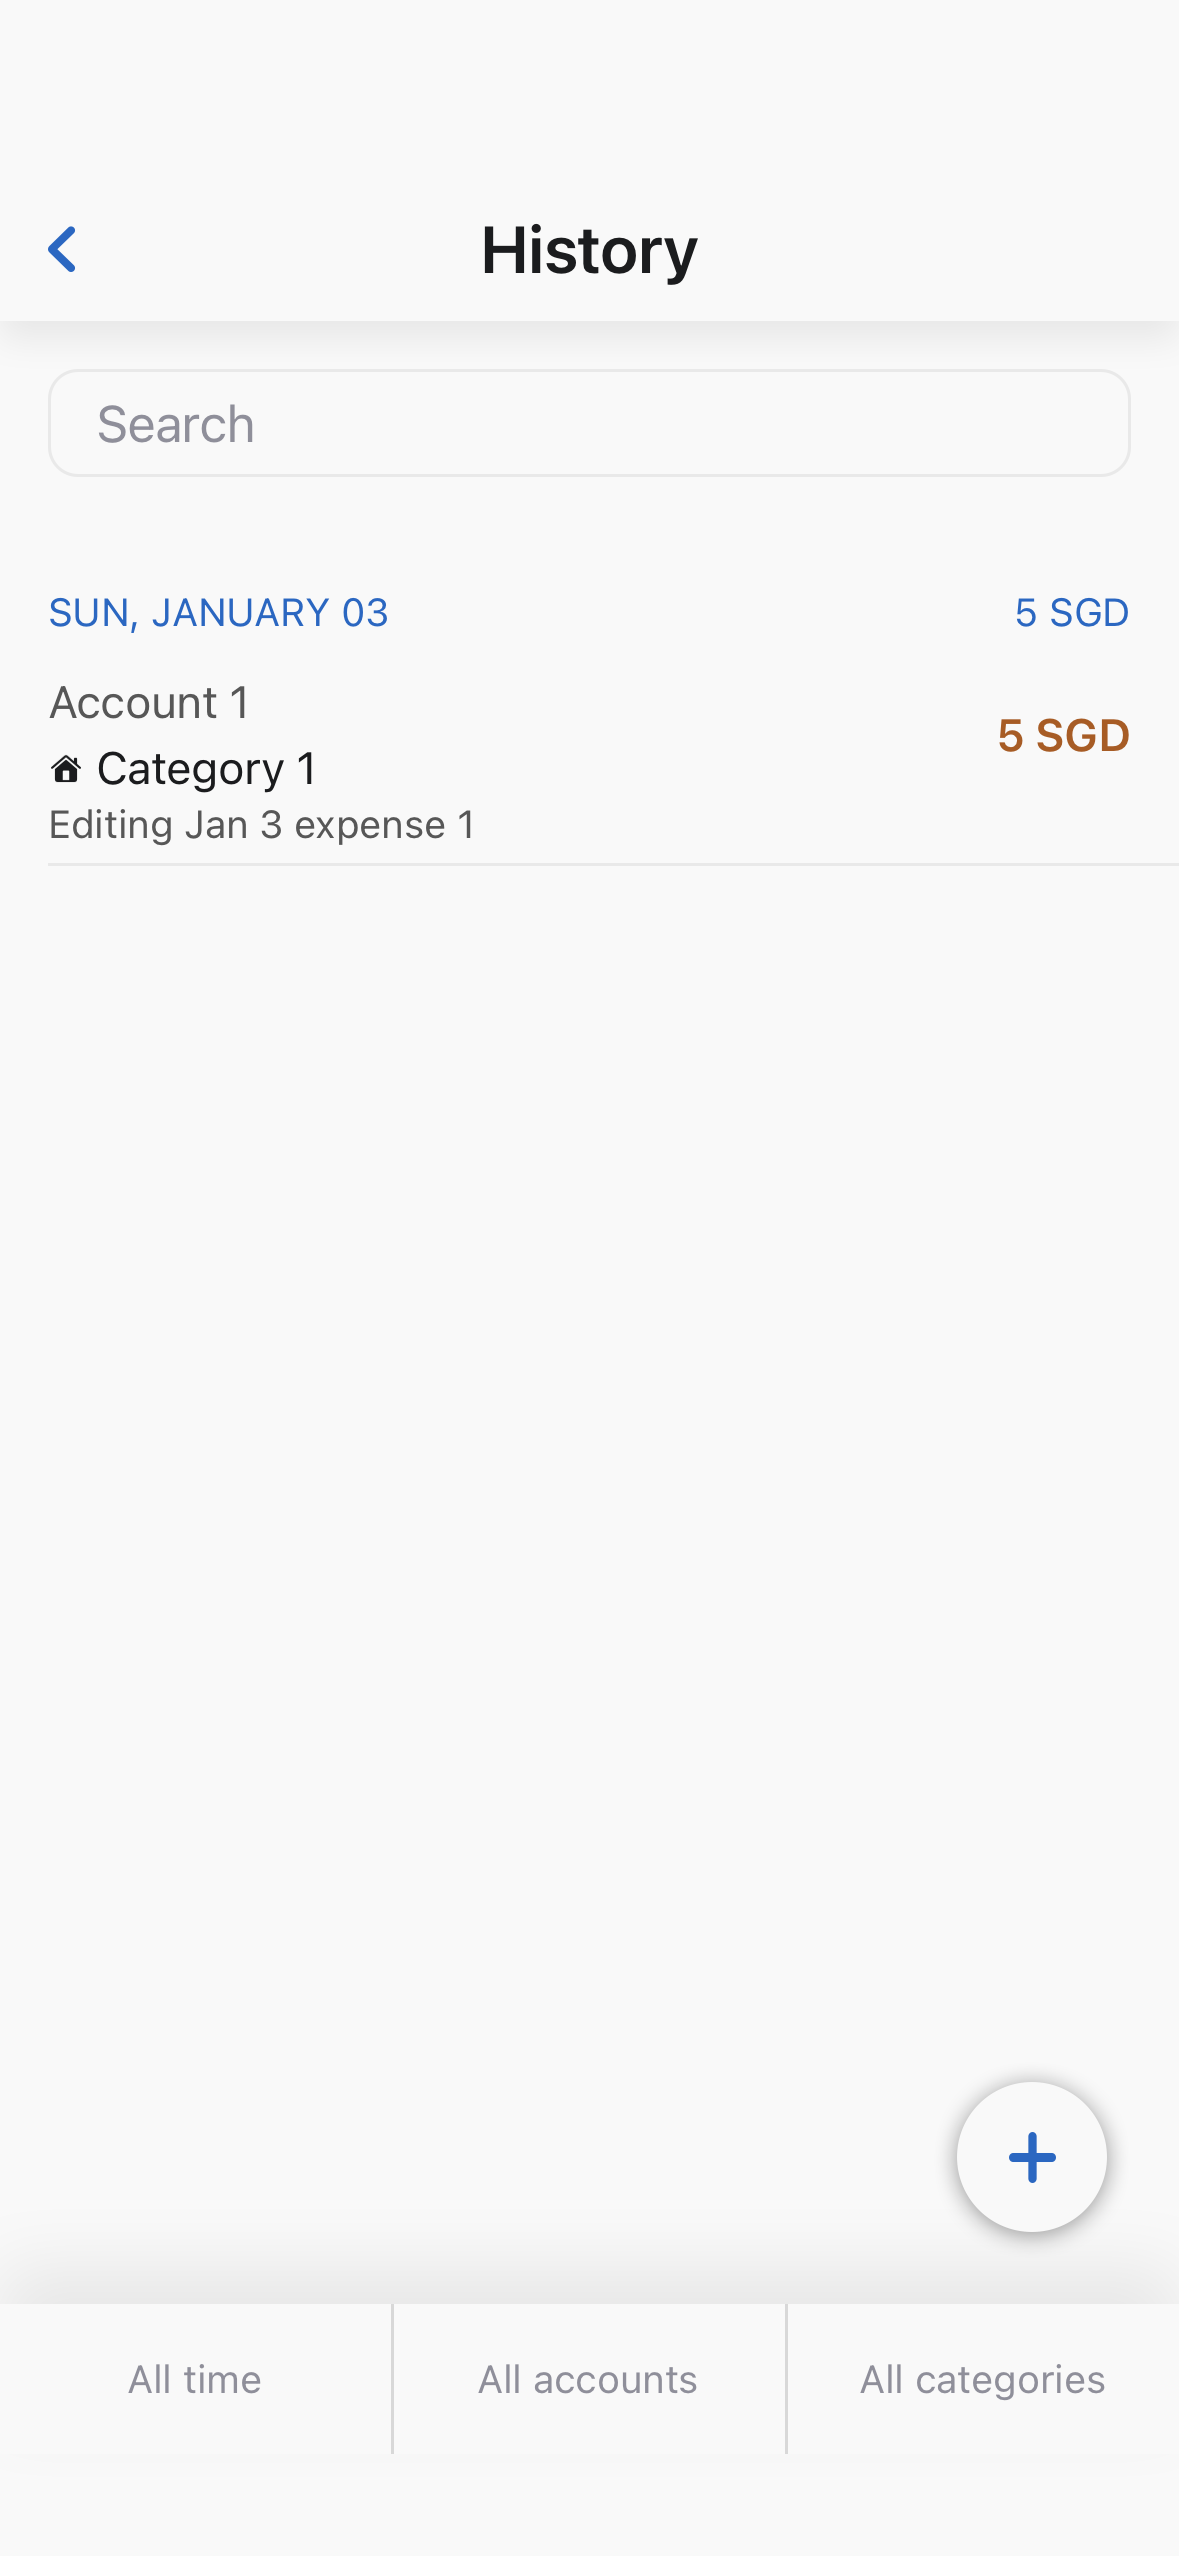 History
Search
SUN, JANUARY 03 5 SGD
Account 1
5 SGD
Category 1
Editing Jan 3 expense 1
All time All accounts All categories